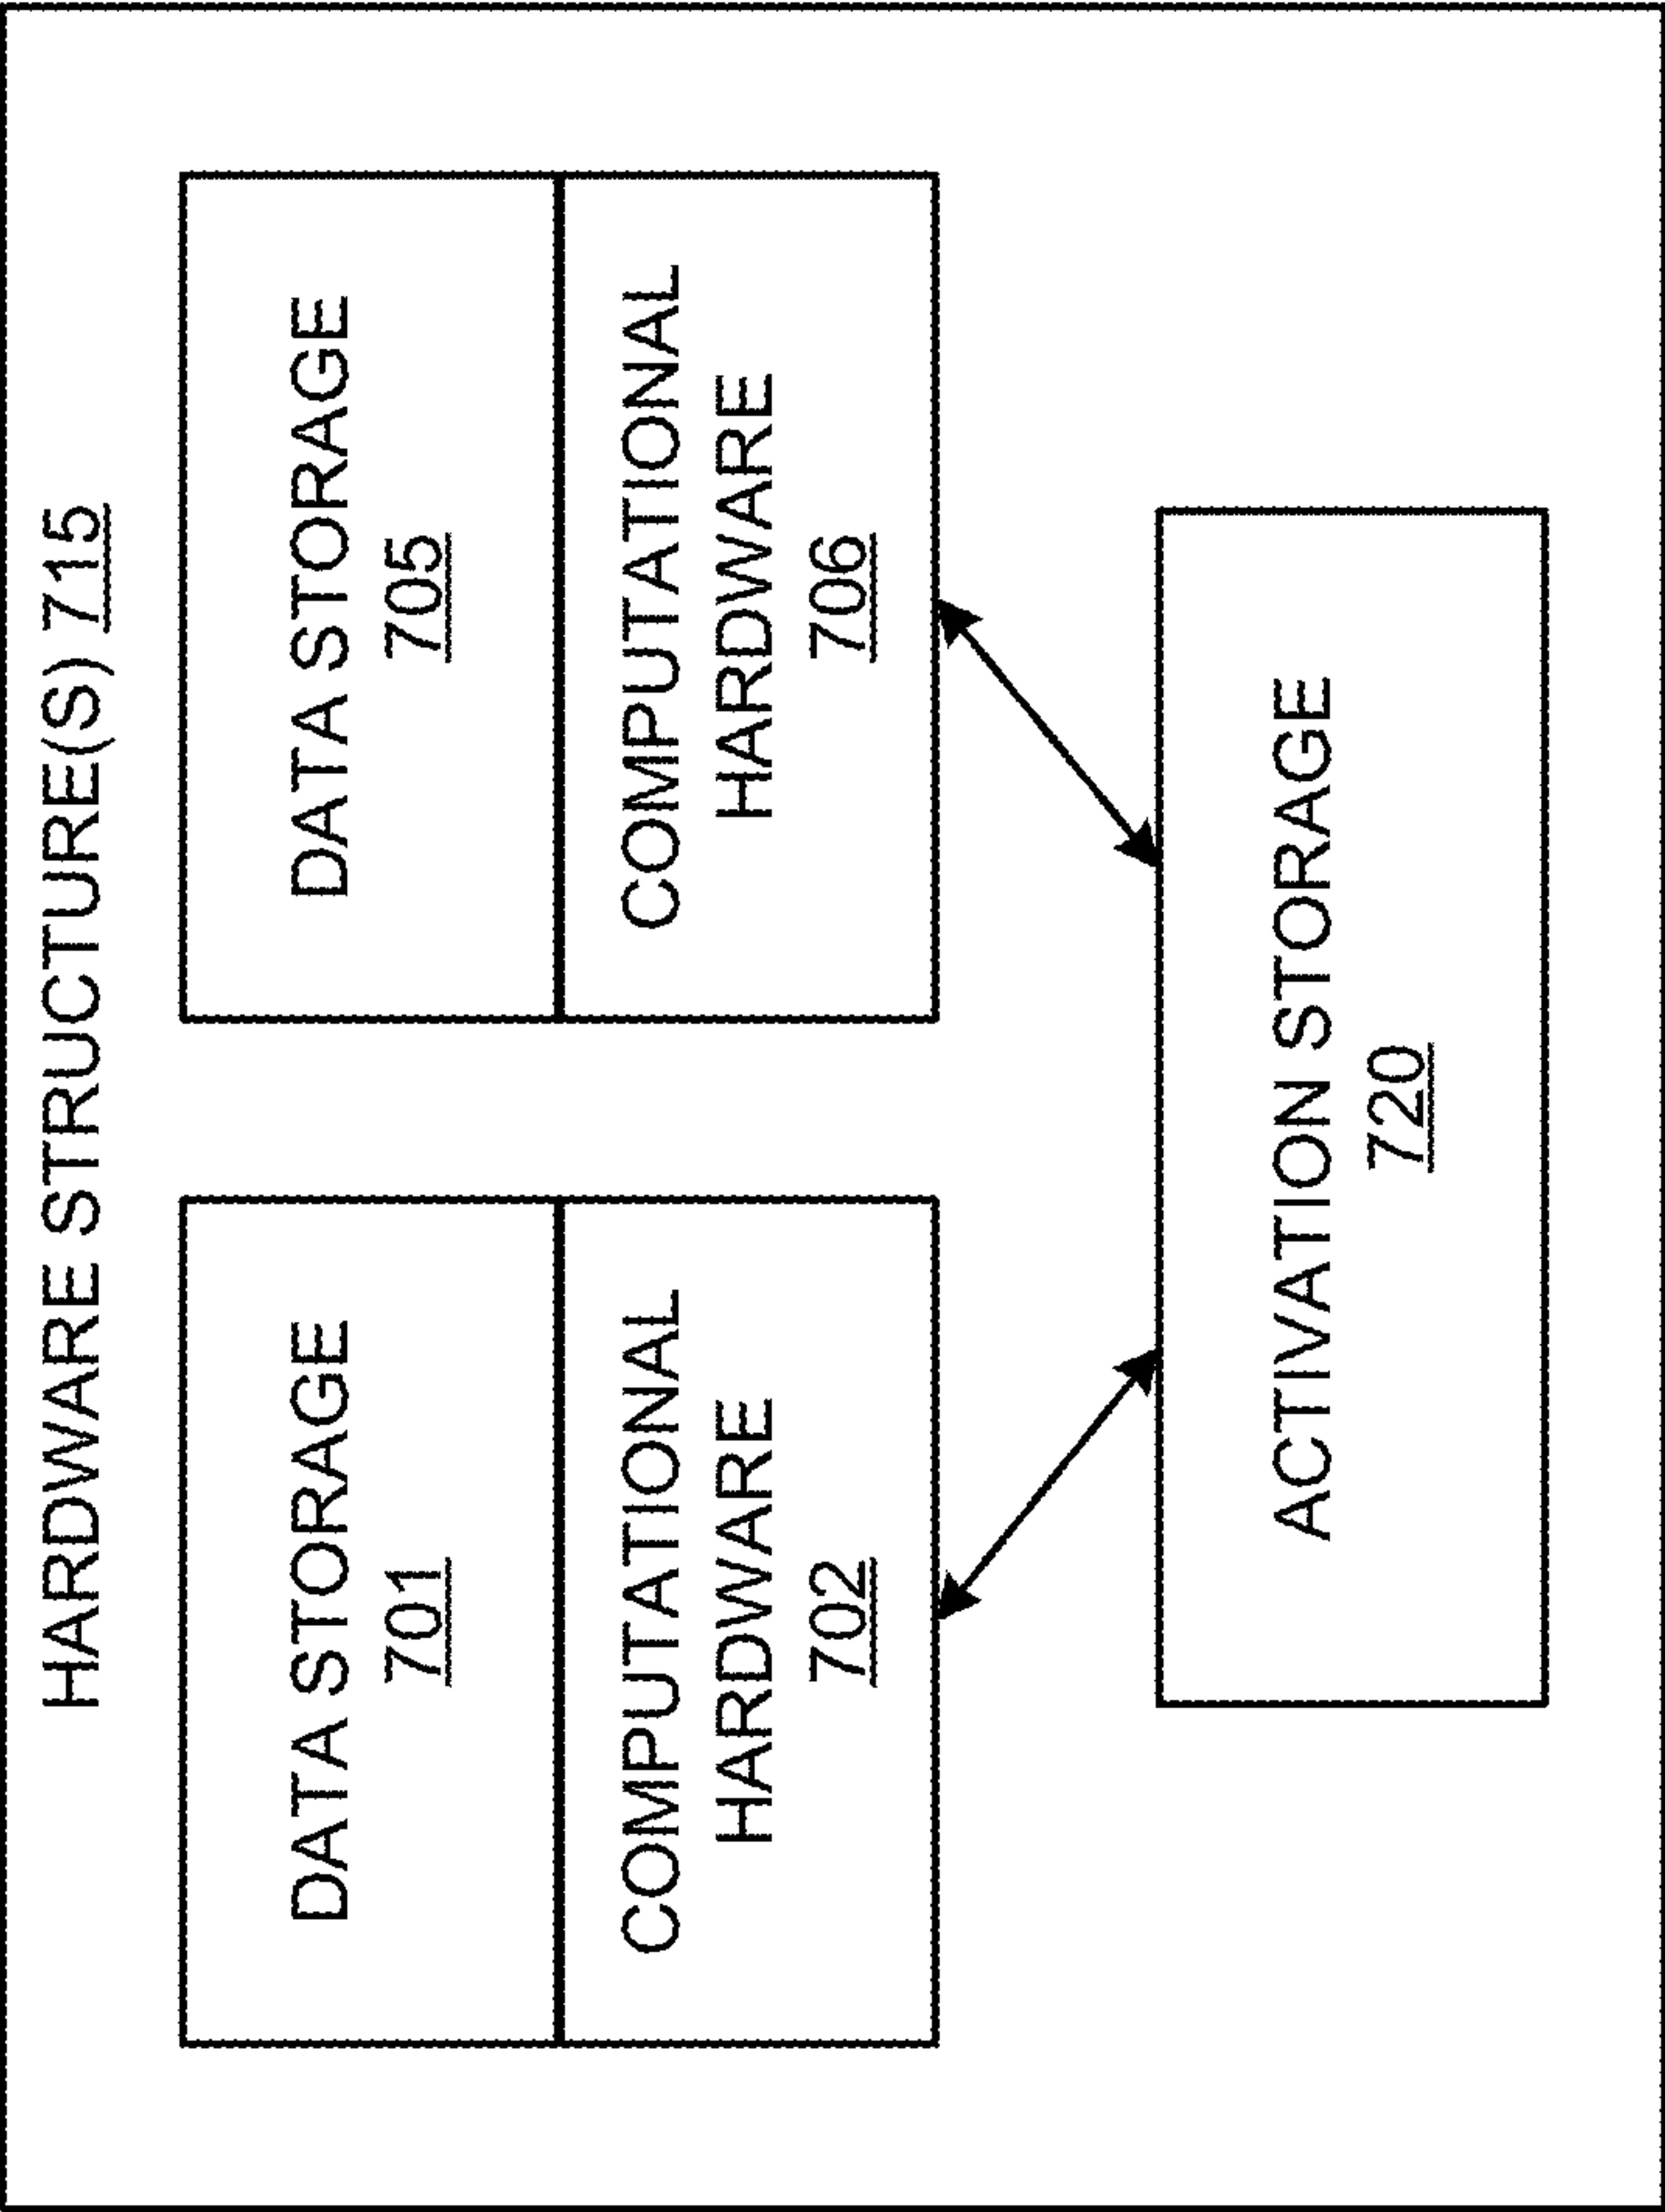 HARDWARE STRUCTURE(S) 715
DATA STORAGE
701
COMPUTATIONAL
HARDWARE
702
DATA STORAGE
705
COMPUTATIONAL
HARDWARE
706
ACTIVATION STORAGE
720